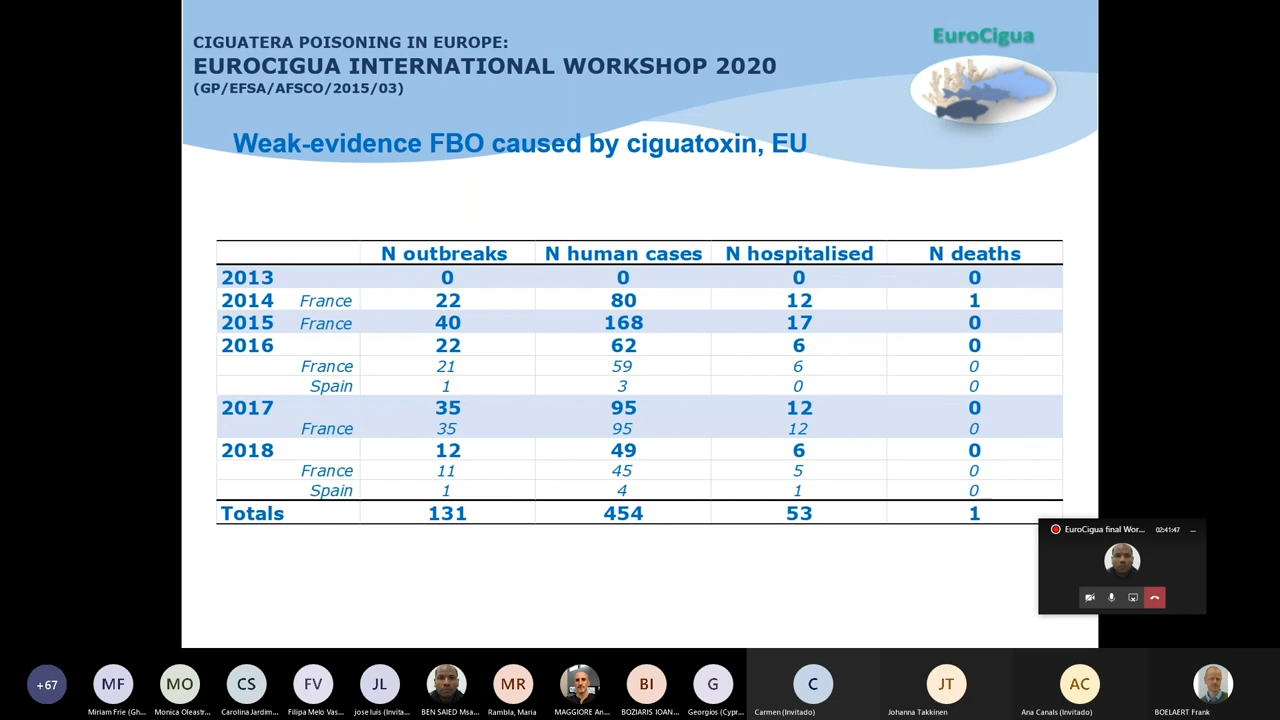 CIGUATERA POISONING IN EUROPE:
EUROCIGUA INTERNATIONAL WORKSHOP 2020
(GP/EFSA/AFSCO/2015/03)
EuroCigua
Weak-evidence FBO caused by ciguatoxin, EU
N outbreaks N human cases N hospitalised N deaths
2013 0 0 0 0
2014 France 22 80 12 1
2015 France 40 168 17 0
2016 22 62 6 0
France 21 59 6 0
Spain 1 3 0 0
2017 35 95 12 0
France 35 95 12 0
2018 12 49 6 0
France 11 45 5 0
Spain 1 4 1 0
Totals 131 454 53 1
EuroCigua final Wor... 02:41:47
+67 MF MO CS FV JL MR BI G C JT AC
Miriam Frie (Gh... Monica Oleastr... Carolina Jardim... Filipa Melo Vas... jose luis (Invita... BEN SAIED Msa... Rambla, Maria MAGGIORE An... BOZIARIS IOAN... Georgios (Cypr... Carmen (Invitado) Johanna Takkinen Ana Canals (Invitado) BOELAERT Frank